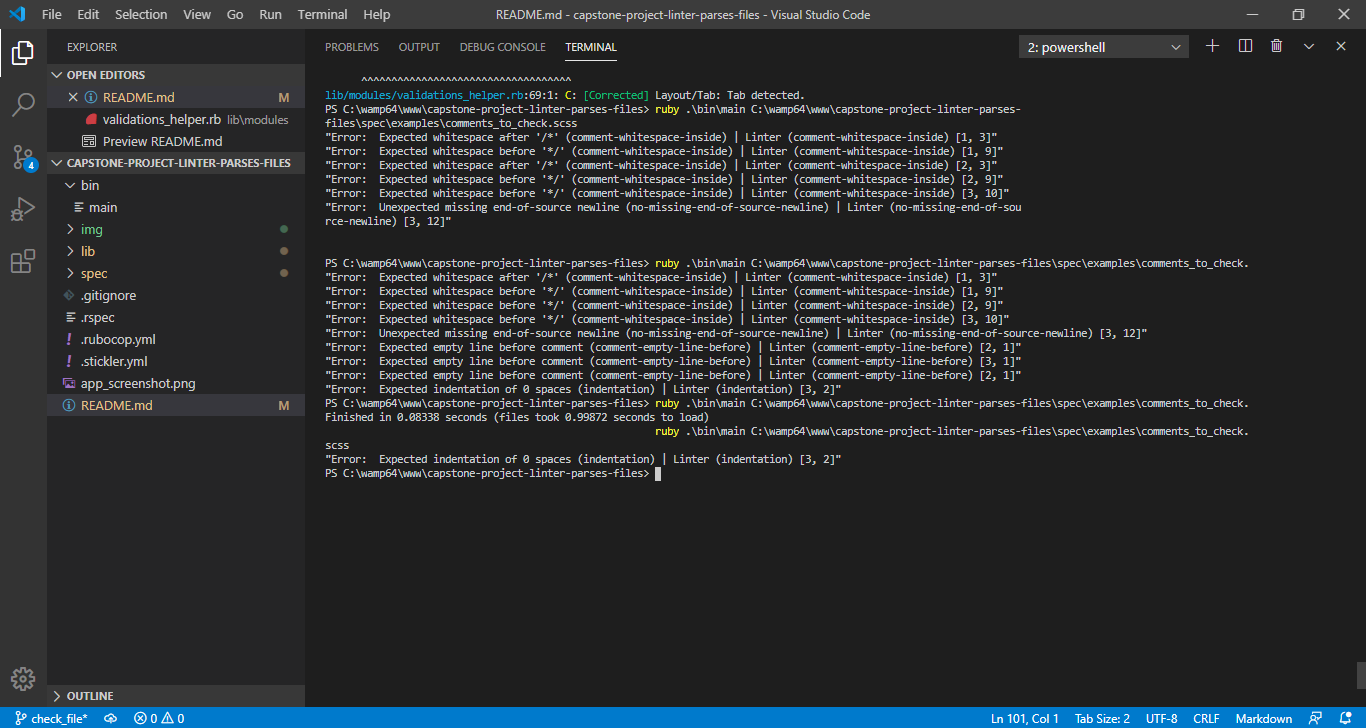 File Edit Selection View Go Run Terminal Help README.md - capstone-project-linter-parses-files - Visual Studio Code
EXPLORER
OPEN EDITORS
README.md M
validations_helper.rb lib\modules
Preview README.md
CAPSTONE-PROJECT-LINTER-PARSES-FILES
bin
main
img
lib
spec
.gitignore
.rspec
.rubocop.yml
.stickler.yml
app_screenshot.png
README.md M
OUTLINE
4
PROBLEMS OUTPUT DEBUG CONSOLE TERMINAL 2: powershell
^^^^^^^^^^^^^^^^^^^^^^^^^^^^^^^^^^^
lib/modules/validations_helper.rb:69:1: C: [Corrected] Layout/Tab: Tab detected.
PS C:\wamp64\www\capstone-project-linter-parses-files> ruby .\bin\main C:\wamp64\www\capstone-project-linter-parses-
files\spec\examples\comments_to_check.scss
"Error:  Expected whitespace after '/*' (comment-whitespace-inside) | Linter (comment-whitespace-inside) [1, 3]"
"Error:  Expected whitespace before '*/' (comment-whitespace-inside) | Linter (comment-whitespace-inside) [1, 9]"
"Error:  Expected whitespace after '/*' (comment-whitespace-inside) | Linter (comment-whitespace-inside) [2, 3]"
"Error:  Expected whitespace before '*/' (comment-whitespace-inside) | Linter (comment-whitespace-inside) [2, 9]"
"Error:  Expected whitespace before '*/' (comment-whitespace-inside) | Linter (comment-whitespace-inside) [3, 10]"
"Error:  Unexpected missing end-of-source newline (no-missing-end-of-source-newline) | Linter (no-missing-end-of-sou
rce-newline) [3, 12]"
PS C:\wamp64\www\capstone-project-linter-parses-files> ruby .\bin\main C:\wamp64\www\capstone-project-linter-parses-files\spec\examples\comments_to_check.
"Error:  Expected whitespace after '/*' (comment-whitespace-inside) | Linter (comment-whitespace-inside) [1, 3]"
"Error:  Expected whitespace before '*/' (comment-whitespace-inside) | Linter (comment-whitespace-inside) [1, 9]"
"Error:  Expected whitespace before '*/' (comment-whitespace-inside) | Linter (comment-whitespace-inside) [2, 9]"
"Error:  Expected whitespace before '*/' (comment-whitespace-inside) | Linter (comment-whitespace-inside) [3, 10]"
"Error:  Unexpected missing end-of-source newline (no-missing-end-of-source-newline) | Linter (no-missing-end-of-source-newline) [3, 12]"
"Error:  Expected empty line before comment (comment-empty-line-before) | Linter (comment-empty-line-before) [2, 1]"
"Error:  Expected empty line before comment (comment-empty-line-before) | Linter (comment-empty-line-before) [3, 1]"
"Error:  Expected empty line before comment (comment-empty-line-before) | Linter (comment-empty-line-before) [2, 1]"
"Error:  Expected indentation of 0 spaces (indentation) | Linter (indentation) [3, 2]"
PS C:\wamp64\www\capstone-project-linter-parses-files> ruby .\bin\main C:\wamp64\www\capstone-project-linter-parses-files\spec\examples\comments_to_check.
Finished in 0.08338 seconds (files took 0.99872 seconds to load)
ruby .\bin\main C:\wamp64\www\capstone-project-linter-parses-files\spec\examples\comments_to_check.
scss
"Error:  Expected indentation of 0 spaces (indentation) | Linter (indentation) [3, 2]"
PS C:\wamp64\www\capstone-project-linter-parses-files>
check_file* 0 0 Ln 101, Col 1 Tab Size: 2 UTF-8 CRLF Markdown